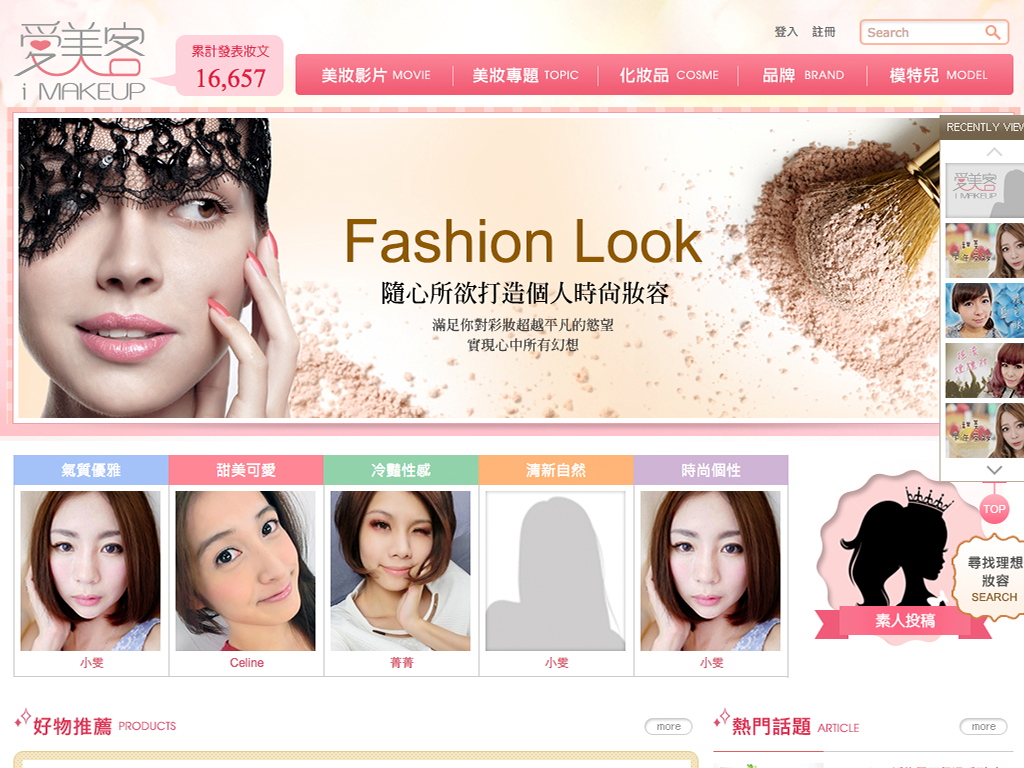 愛美客
i MAKEUP
累計發表妝文
16,657
登入 註冊
Search
美妝影片 MOVIE
美妝專題 TOPIC
化妝品 COSME
品牌 BRAND
模特兒 MODEL
Fashion Look
隨心所欲打造個人時尚妝容
滿足你對彩妝超越平凡的慾望
實現心中所有幻想
RECENTLY VIEW
愛美客
i MAKEUP
氣質優雅
甜美可愛
冷豔性感
清新自然
時尚個性
小雯
Celine
菁菁
小雯
小雯
TOP
尋找理想
妝容
SEARCH
素人投稿
好物推薦 PRODUCTS
more
熱門話題 ARTICLE
more